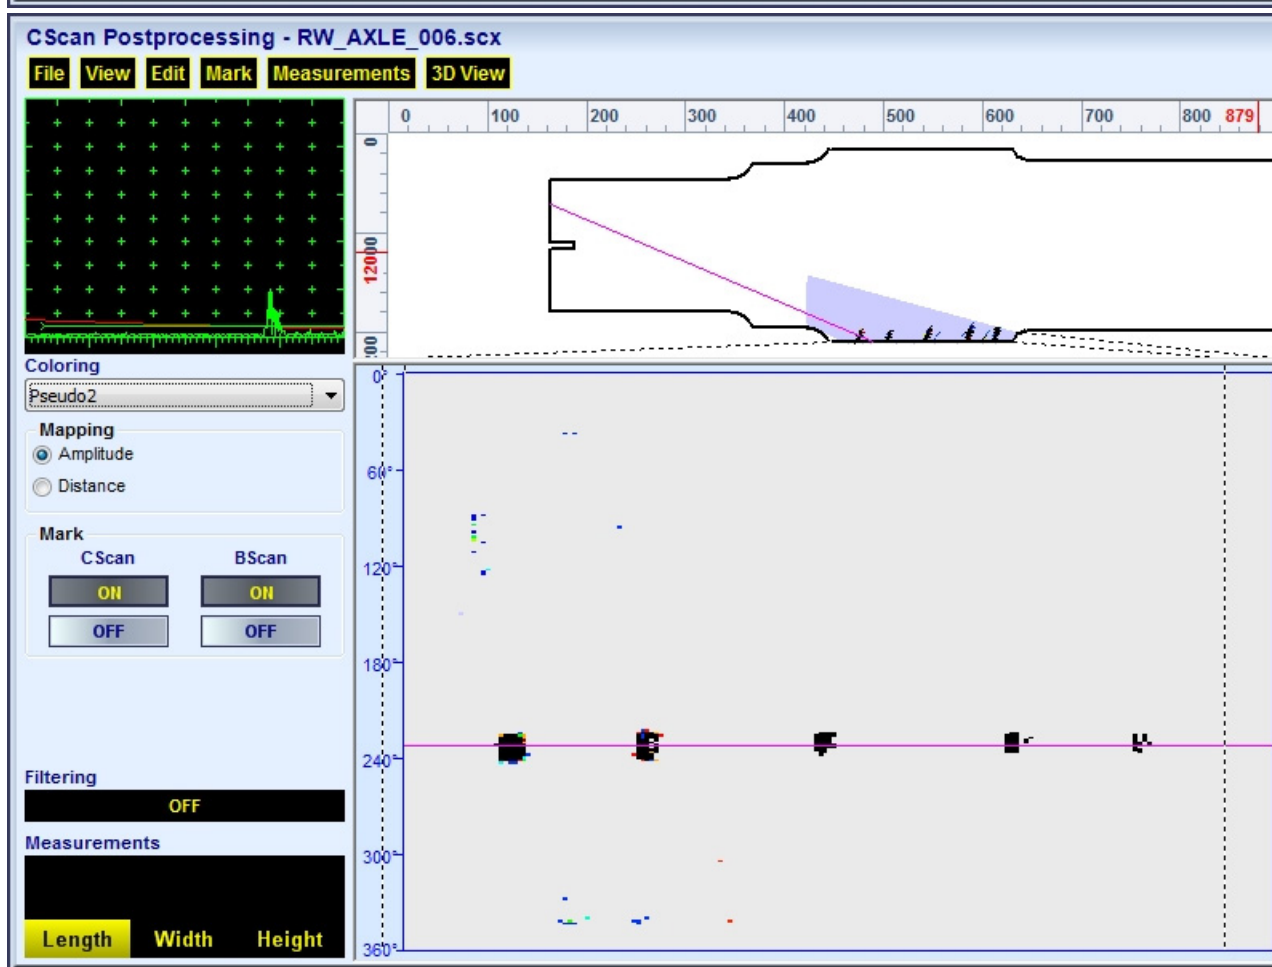 CScan Postprocessing - RW_AXLE_006.scx
File View Edit Mark Measurements 3D View
0 100 200 300 400 500 600 700 800 879
0
12000
Coloring
Pseudo2
Mapping
Amplitude
Distance
Mark
CScan BScan
ON ON
OFF OFF
Filtering
OFF
Measurements
Length Width Height
0°
60°
120°
180°
240°
300°
360°